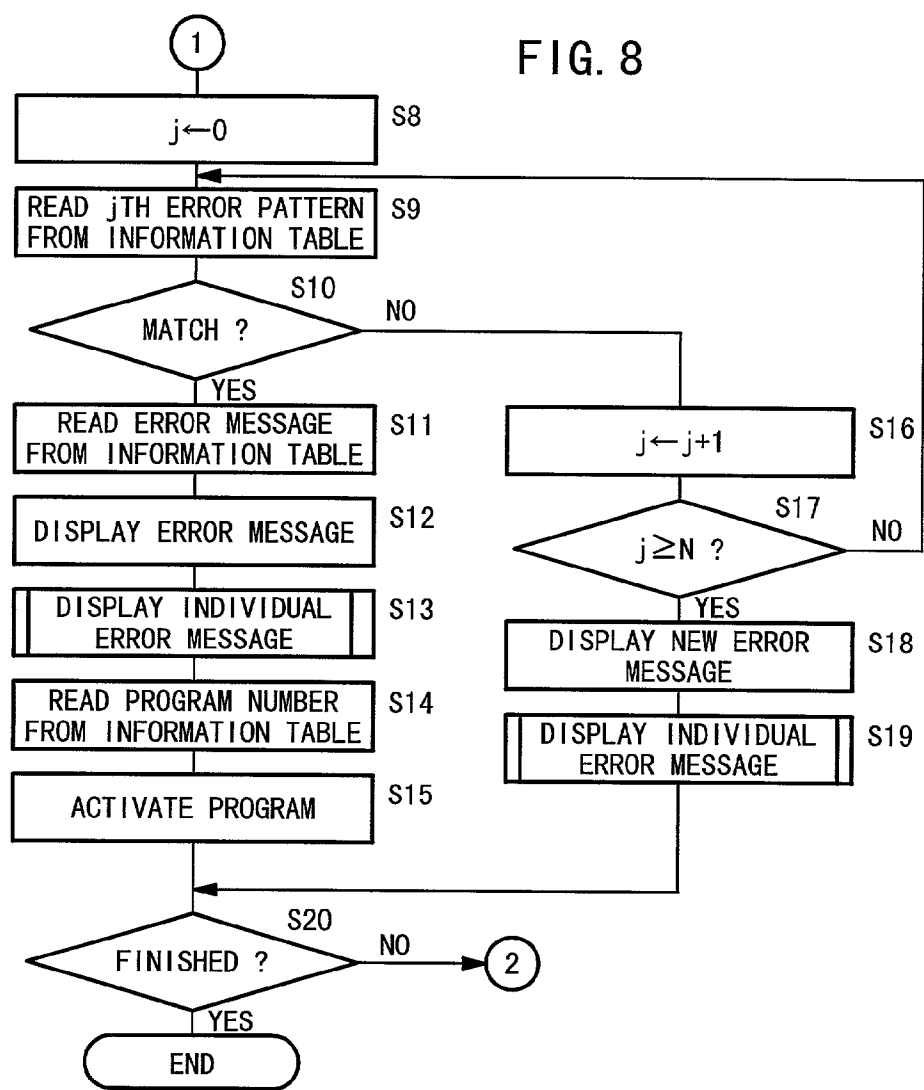 1
FIG. 8
j←0
S8
READ jTH ERROR PATTERN
FROM INFORMATION TABLE
S9
S10
MATCH ?
NO
YES
READ ERROR MESSAGE
FROM INFORMATION TABLE
S11
DISPLAY ERROR MESSAGE
S12
DISPLAY INDIVIDUAL
ERROR MESSAGE
S13
READ PROGRAM NUMBER
FROM INFORMATION TABLE
S14
ACTIVATE PROGRAM
S15
j←j+1
S16
S17
j≥N ?
NO
YES
DISPLAY NEW ERROR
MESSAGE
S18
DISPLAY INDIVIDUAL
ERROR MESSAGE
S19
S20
FINISHED ?
NO
2
YES
END